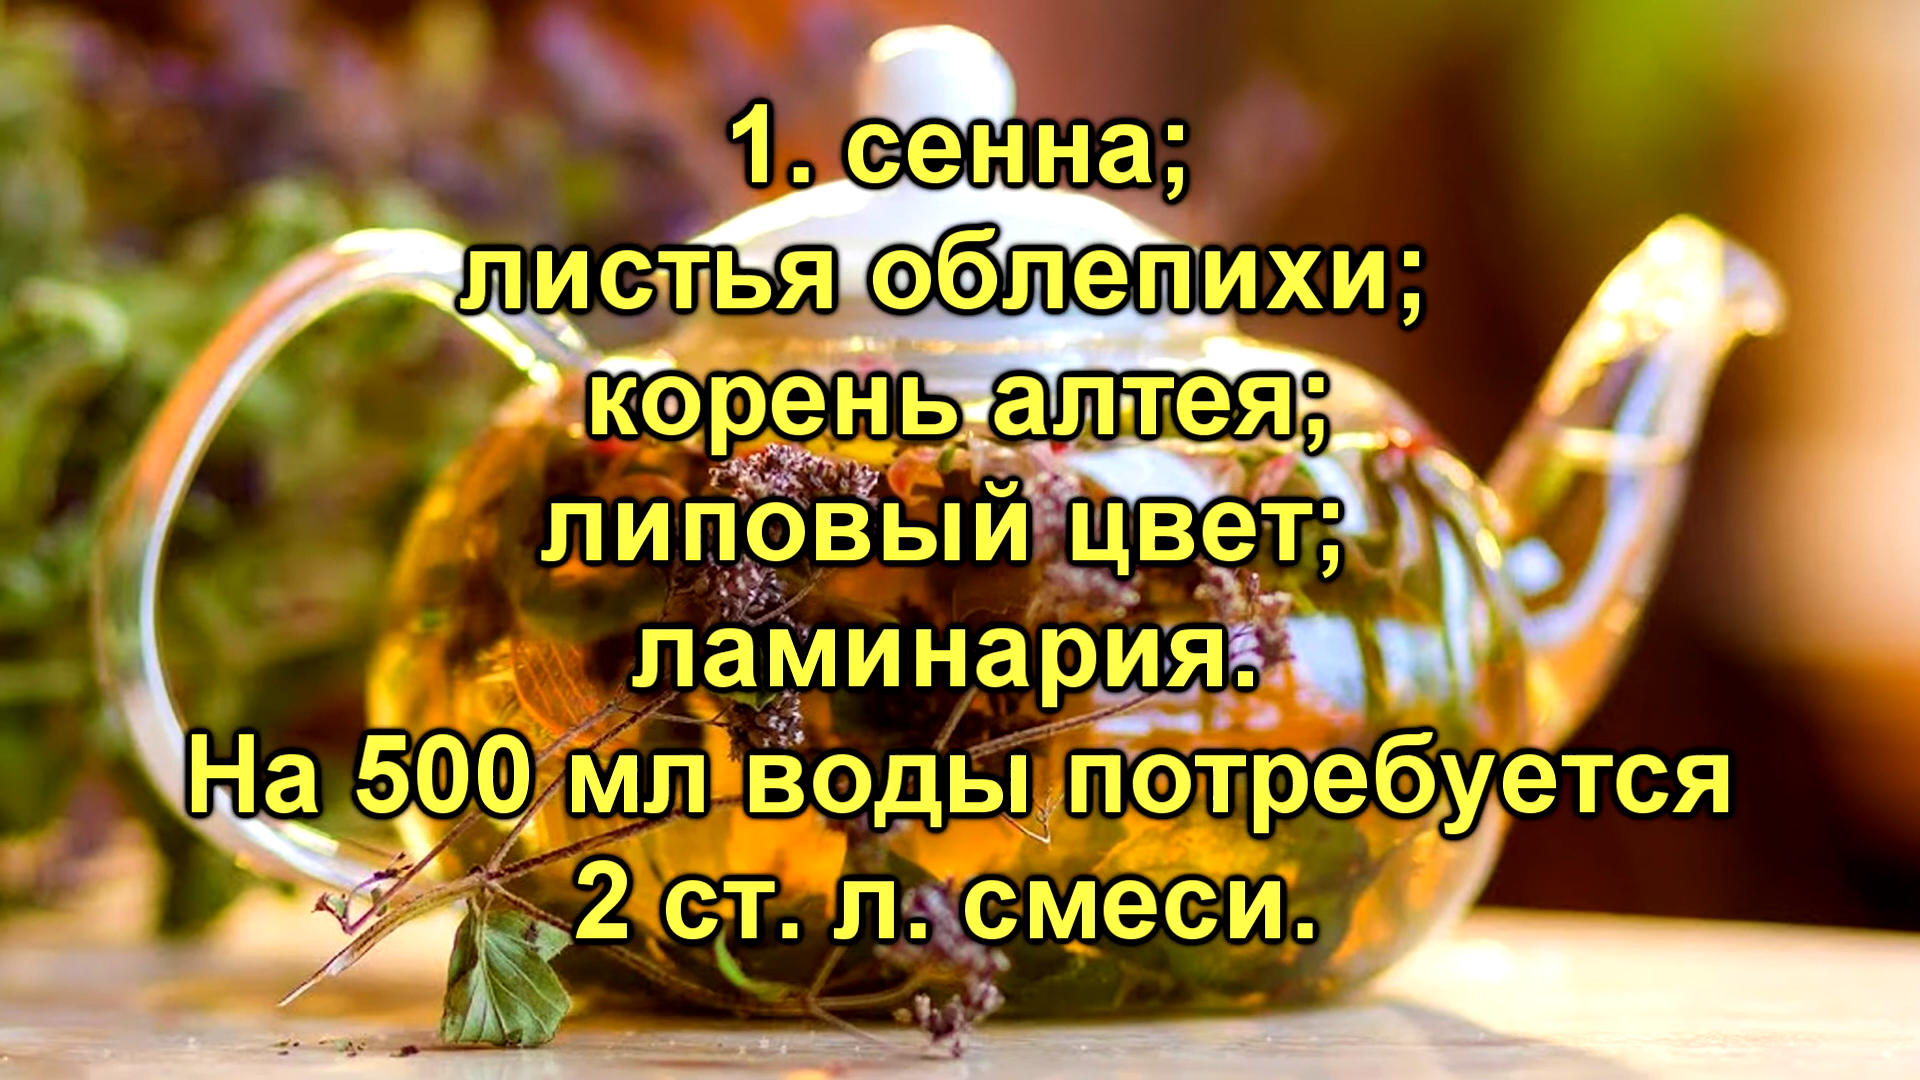 1. сенна;
листья облепихи;
корень алтея;
липовый цвет;
ламинария.
На 500 мл воды потребуется
2 ст. л. смеси.